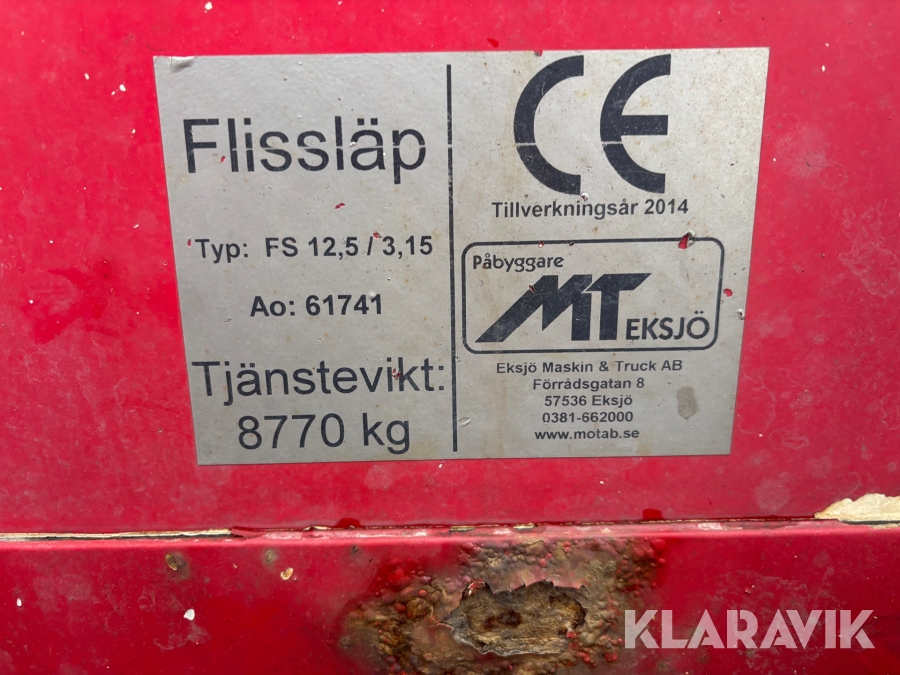 Flissläp
Typ: FS 12,5 / 3,15
Ao: 61741
Tjänstevikt:
8770 kg
CE
Tillverkningsår 2014
Påbyggare
MT EKSJÖ
Eksjö Maskin & Truck AB
Förrådsgatan 8
57536 Eksjö
0381-662000
www.motab.se
KLARAVIK